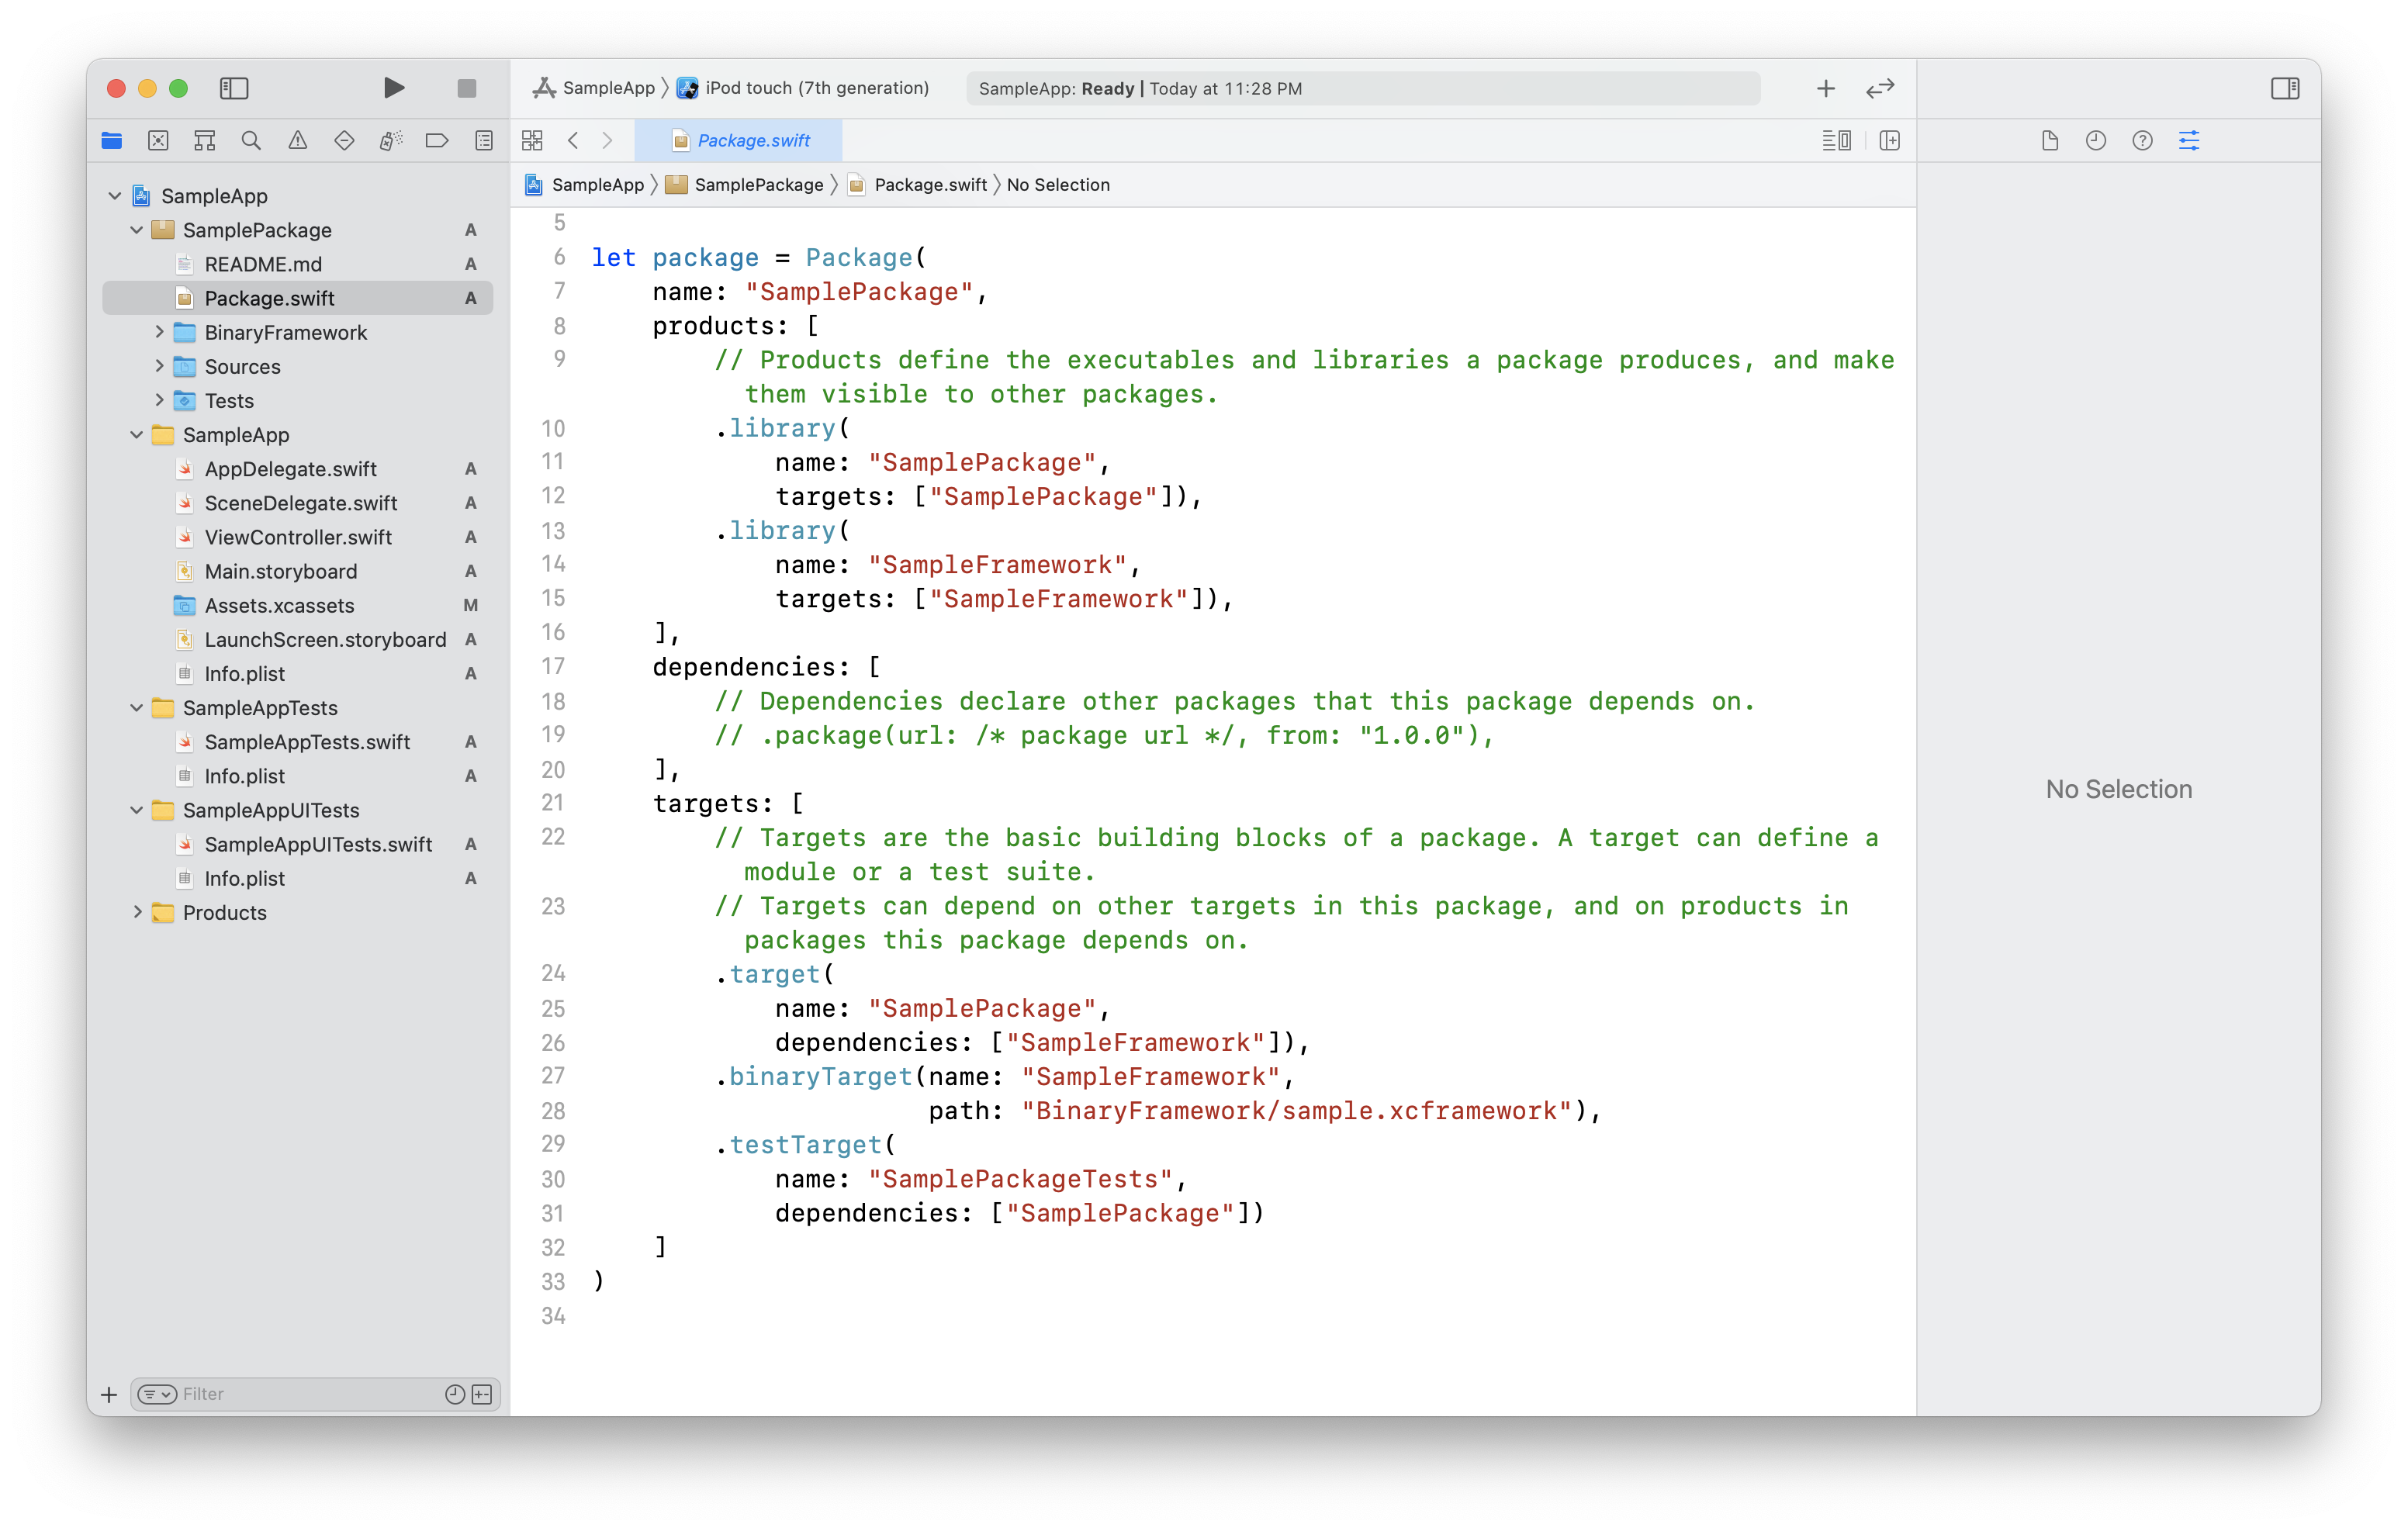 SampleApp 〉 iPod touch (7th generation)
SampleApp: Ready | Today at 11:28 PM
Package.swift
SampleApp 〉 SamplePackage 〉 Package.swift 〉 No Selection
SampleApp
SamplePackage A
README.md A
Package.swift A
BinaryFramework
Sources
Tests
SampleApp
AppDelegate.swift A
SceneDelegate.swift A
ViewController.swift A
Main.storyboard A
Assets.xcassets M
LaunchScreen.storyboard A
Info.plist A
SampleAppTests
SampleAppTests.swift A
Info.plist A
SampleAppUITests
SampleAppUITests.swift A
Info.plist A
Products
Filter
5
6 let package = Package(
7     name: "SamplePackage",
8     products: [
9         // Products define the executables and libraries a package produces, and make
          them visible to other packages.
10         .library(
11             name: "SamplePackage",
12             targets: ["SamplePackage"]),
13         .library(
14             name: "SampleFramework",
15             targets: ["SampleFramework"]),
16     ],
17     dependencies: [
18         // Dependencies declare other packages that this package depends on.
19         // .package(url: /* package url */, from: "1.0.0"),
20     ],
21     targets: [
22         // Targets are the basic building blocks of a package. A target can define a
          module or a test suite.
23         // Targets can depend on other targets in this package, and on products in
          packages this package depends on.
24         .target(
25             name: "SamplePackage",
26             dependencies: ["SampleFramework"]),
27         .binaryTarget(name: "SampleFramework",
28                       path: "BinaryFramework/sample.xcframework"),
29         .testTarget(
30             name: "SamplePackageTests",
31             dependencies: ["SamplePackage"])
32     ]
33 )
34
No Selection